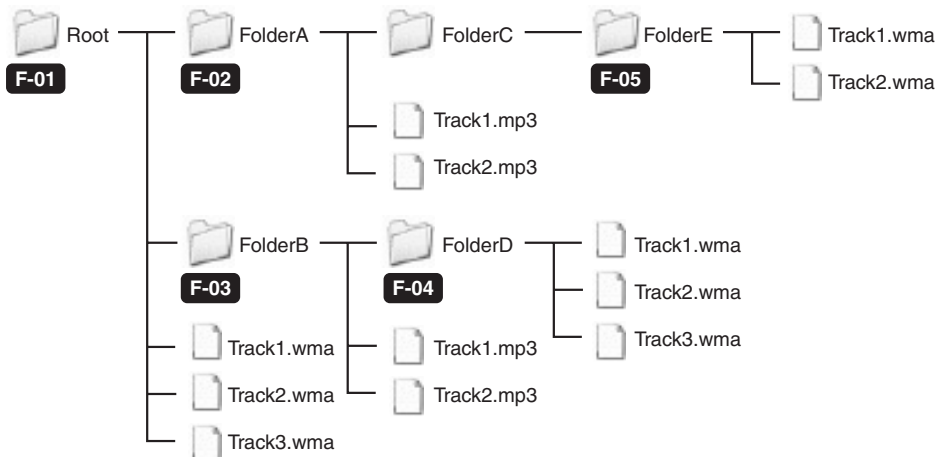 Root FolderA FolderC FolderE Track1.wma
F-01 F-02 F-05 Track2.wma
Track1.mp3
Track2.mp3
FolderB FolderD Track1.wma
F-03 F-04 Track2.wma
Track1.wma Track1.mp3 Track3.wma
Track2.wma Track2.mp3
Track3.wma